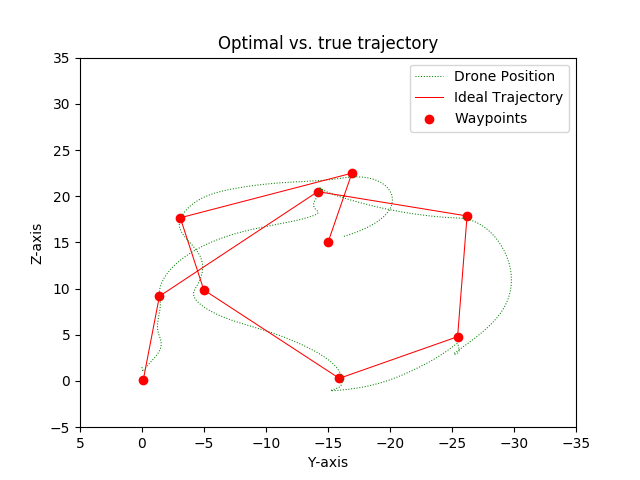 Optimal vs. true trajectory
Drone Position
Ideal Trajectory
Waypoints
Z-axis
35
30
25
20
15
10
5
0
−5
5 0 −5 −10 −15 −20 −25 −30 −35
Y-axis